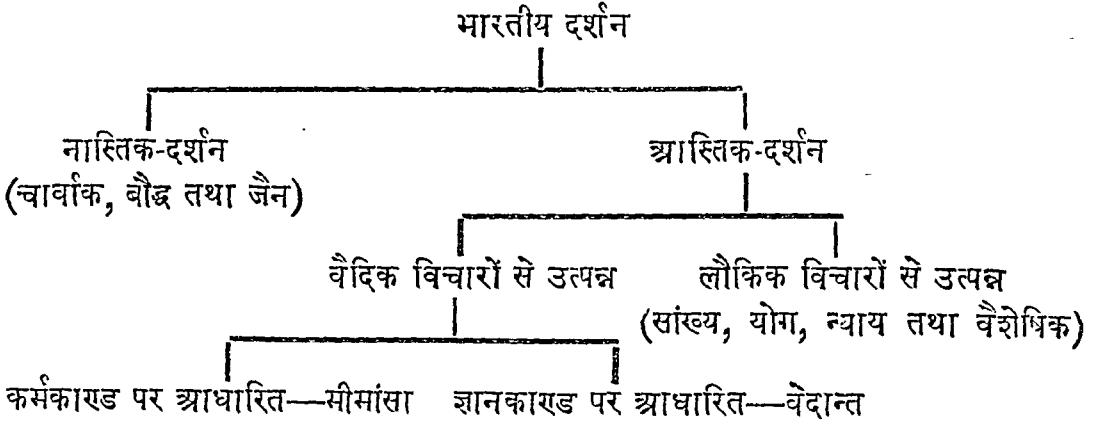 भारतीय दर्शन
नास्तिक-दर्शन
(चार्वाक, बौद्ध तथा जैन)
आस्तिक-दर्शन
वैदिक विचारों से उत्पन्न
लौकिक विचारों से उत्पन्न
(सांख्य, योग, न्याय तथा वैशेषिक)
कर्मकाण्ड पर आधारित—मीमांसा
ज्ञानकाण्ड पर आधारित—वेदान्त